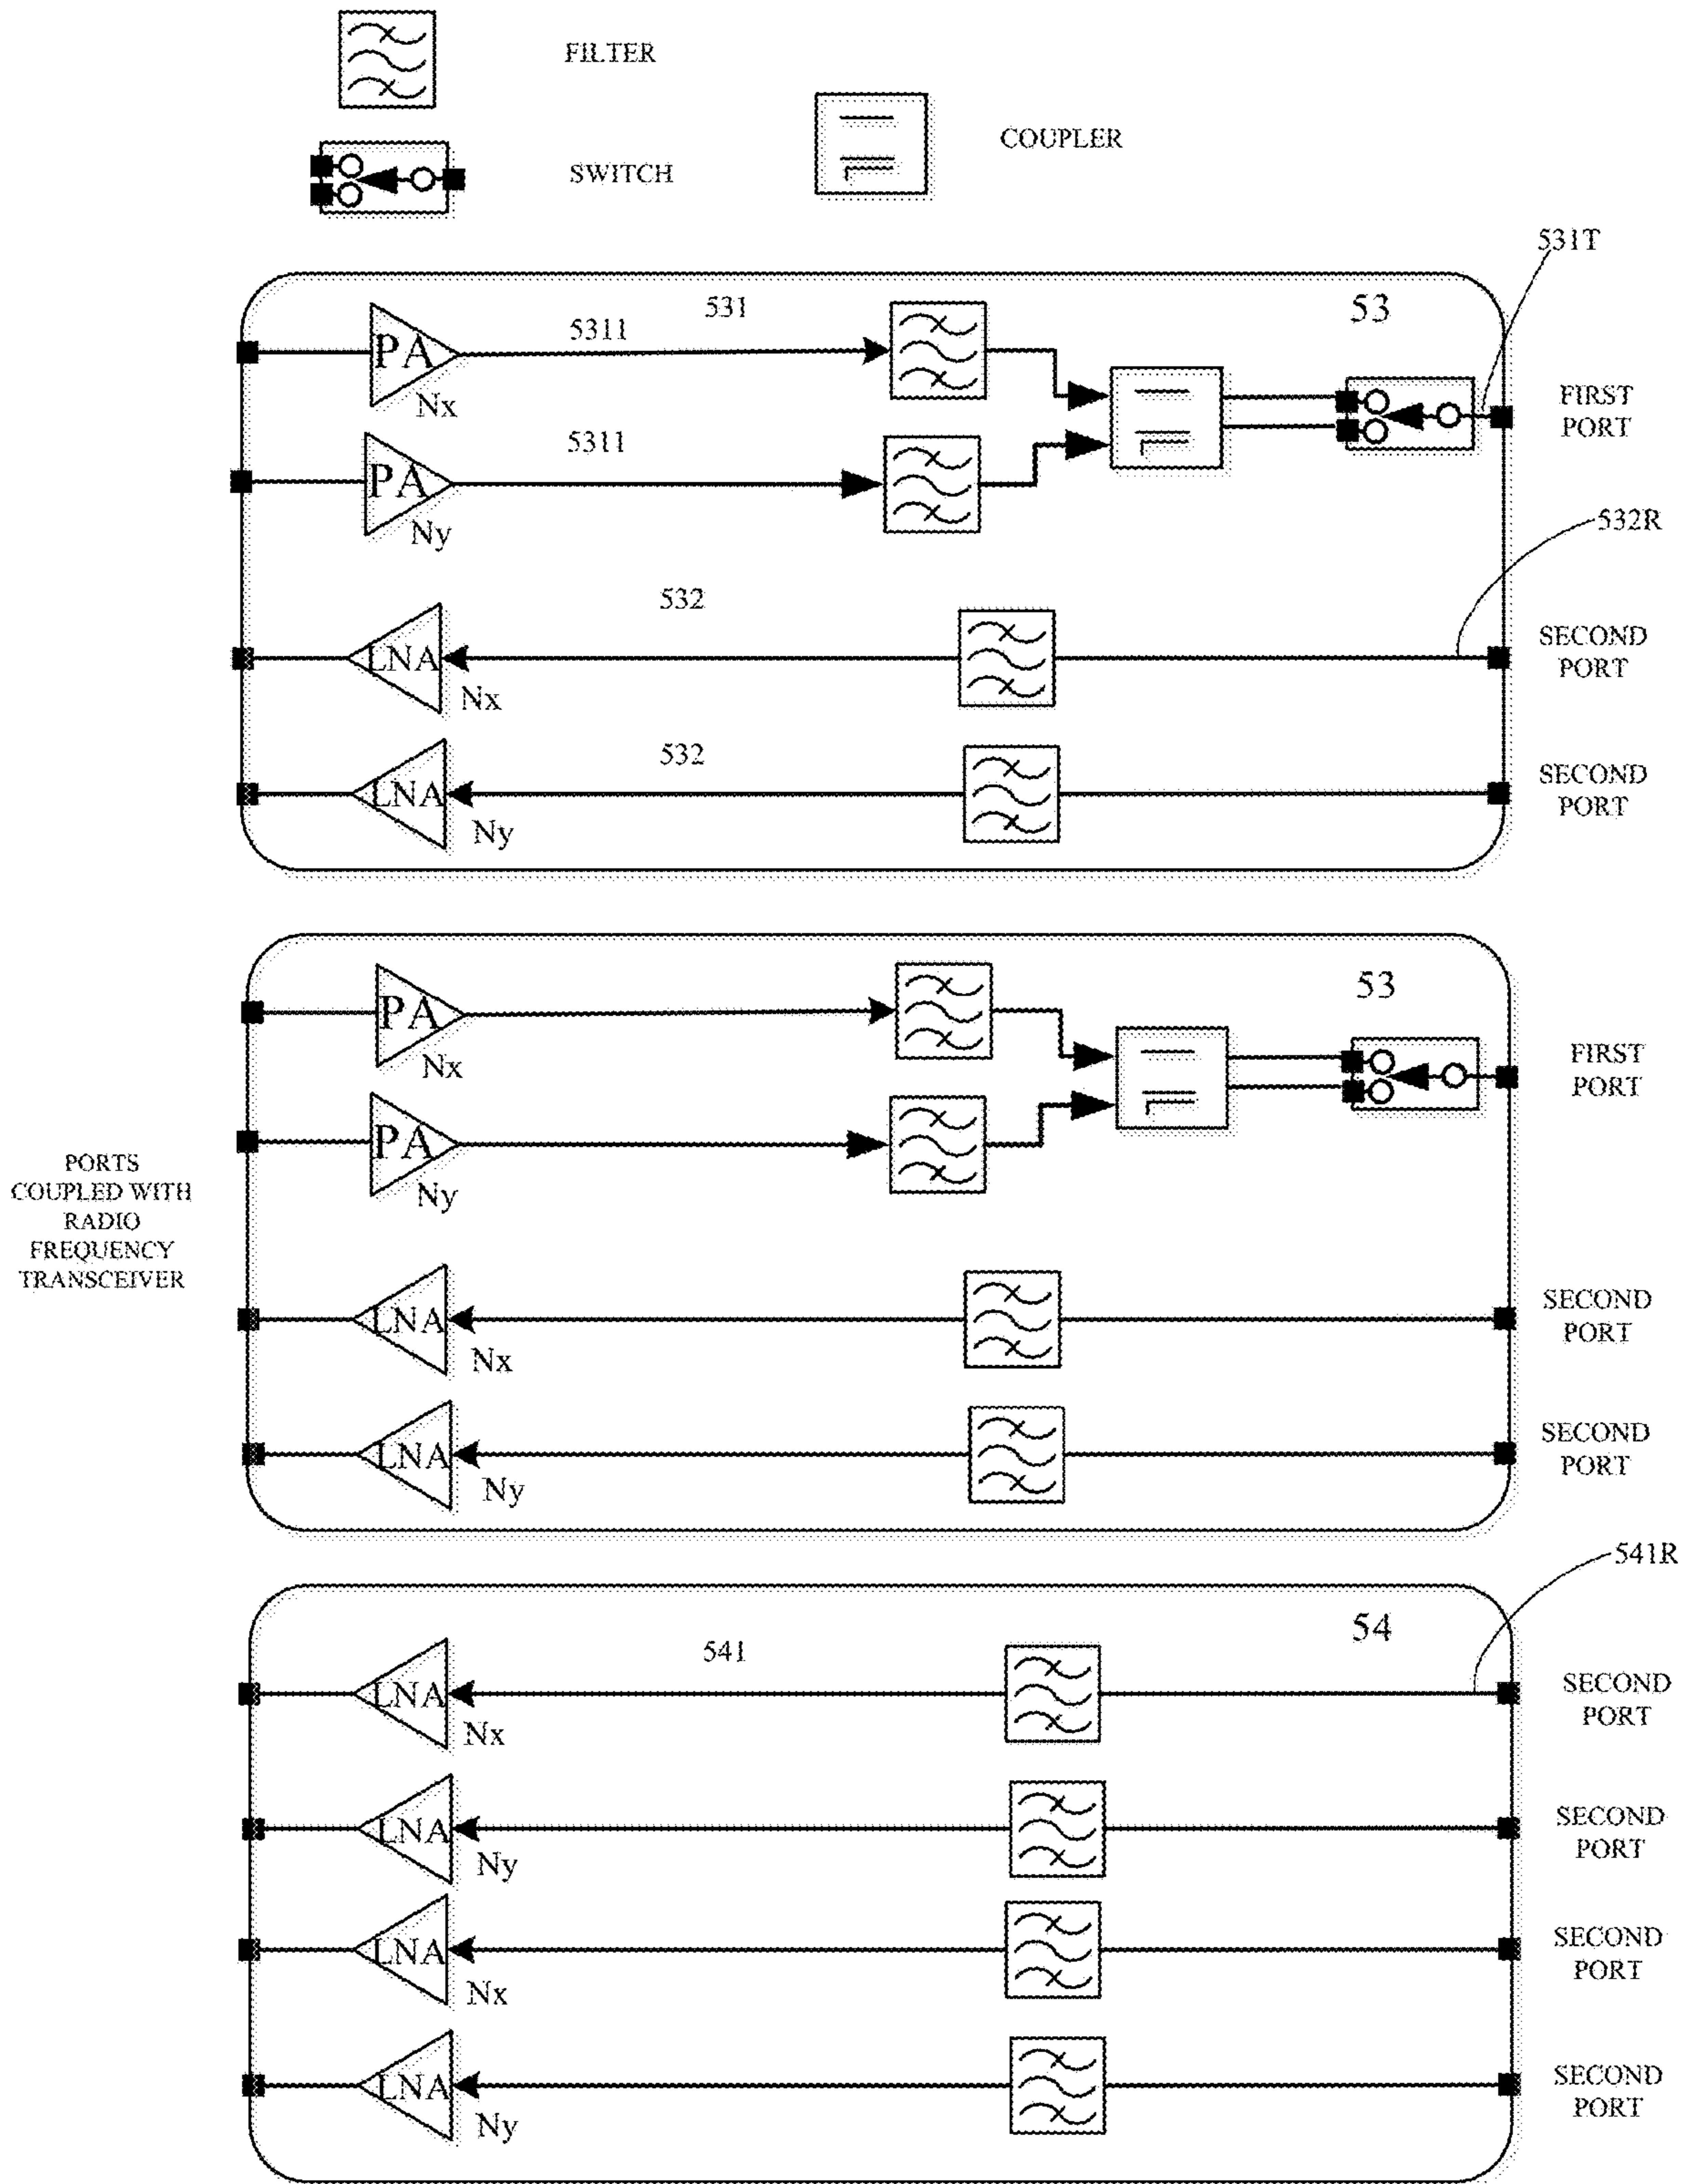 FILTER
COUPLER
SWITCH
531T
531
53
5311
PA
Nx
FIRST
PORT
5311
PA
Ny
532R
532
LNA
Nx
SECOND
PORT
532
LNA
Ny
SECOND
PORT
53
PA
Nx
FIRST
PORT
PA
Ny
PORTS
COUPLED WITH
RADIO
FREQUENCY
TRANSCEIVER
LNA
Nx
SECOND
PORT
LNA
Ny
SECOND
PORT
541R
54
541
LNA
Nx
SECOND
PORT
LNA
Ny
SECOND
PORT
LNA
Nx
SECOND
PORT
LNA
Ny
SECOND
PORT